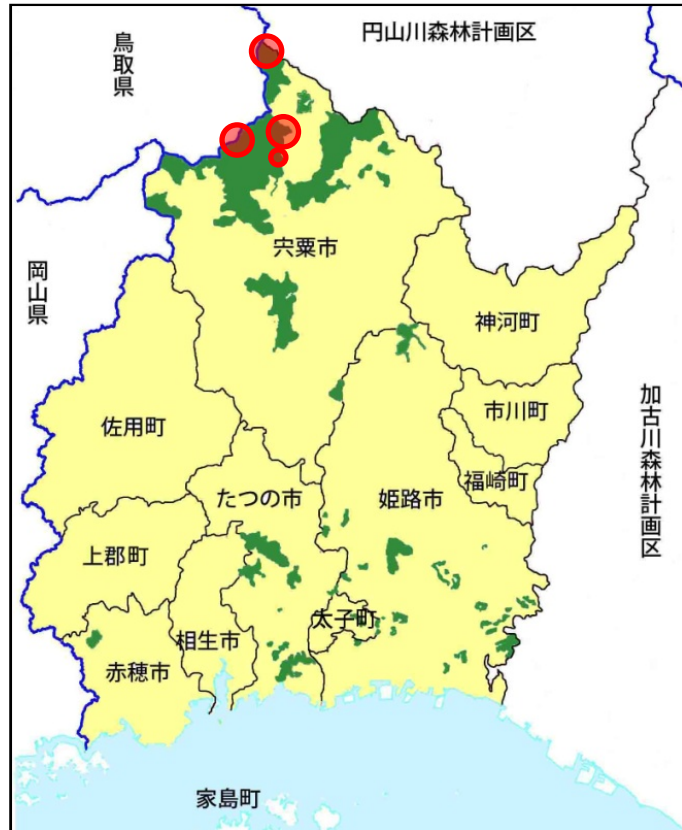 鳥取県
円山川森林計画区
宍粟市
岡山県
神河町
加古川森林計画区
市川町
佐用町
福崎町
たつの市
姫路市
上郡町
太子町
相生市
赤穂市
家島町